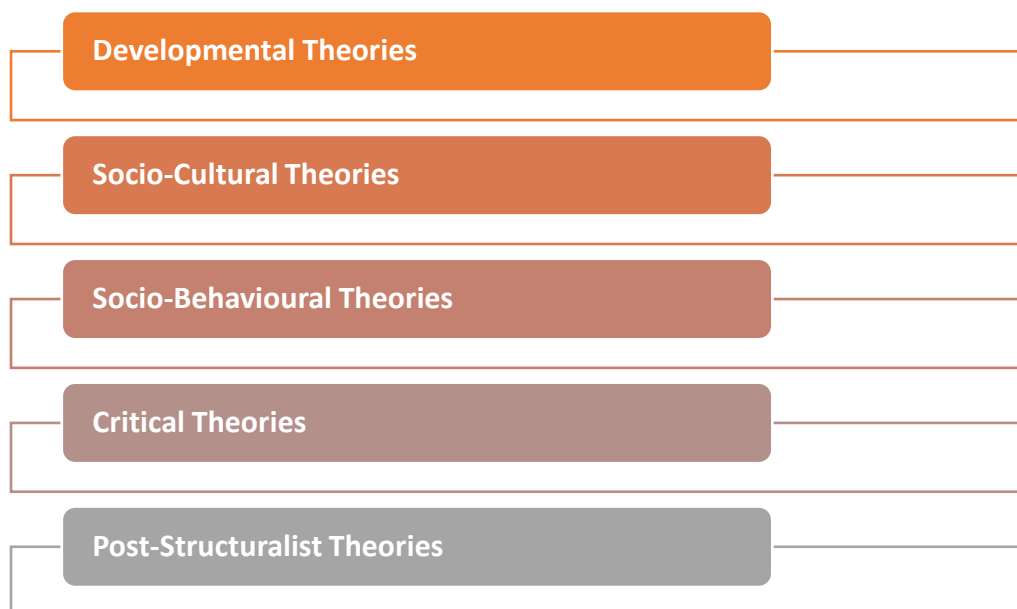 Developmental Theories
Socio-Cultural Theories
Socio-Behavioural Theories
Critical Theories
Post-Structuralist Theories